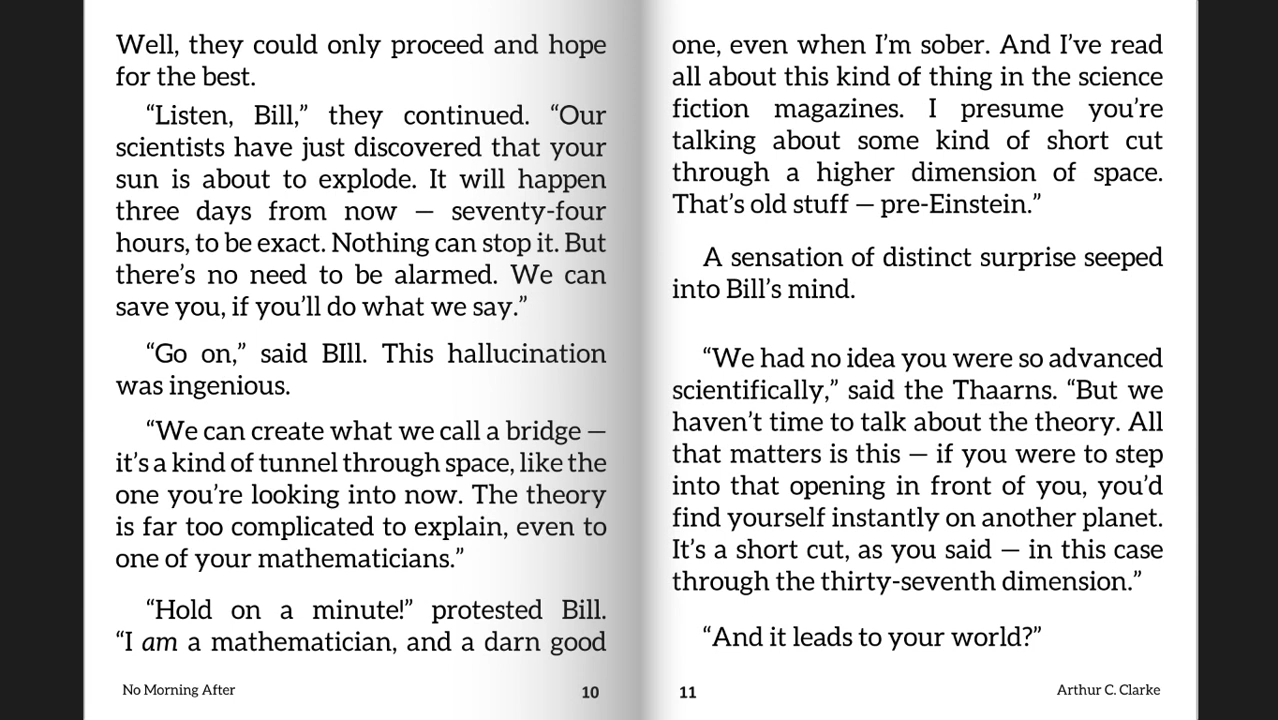 Well, they could only proceed and hope
for the best.
“Listen, Bill,” they continued. “Our
scientists have just discovered that your
sun is about to explode. It will happen
three days from now — seventy-four
hours, to be exact. Nothing can stop it. But
there’s no need to be alarmed. We can
save you, if you’ll do what we say.”
“Go on,” said BIll. This hallucination
was ingenious.
“We can create what we call a bridge —
it’s a kind of tunnel through space, like the
one you’re looking into now. The theory
is far too complicated to explain, even to
one of your mathematicians.”
“Hold on a minute!” protested Bill.
“I am a mathematician, and a darn good
No Morning After
10
one, even when I’m sober. And I’ve read
all about this kind of thing in the science
fiction magazines. I presume you’re
talking about some kind of short cut
through a higher dimension of space.
That’s old stuff — pre-Einstein.”
A sensation of distinct surprise seeped
into Bill’s mind.
“We had no idea you were so advanced
scientifically,” said the Thaarns. “But we
haven’t time to talk about the theory. All
that matters is this — if you were to step
into that opening in front of you, you’d
find yourself instantly on another planet.
It’s a short cut, as you said — in this case
through the thirty-seventh dimension.”
“And it leads to your world?”
11
Arthur C. Clarke